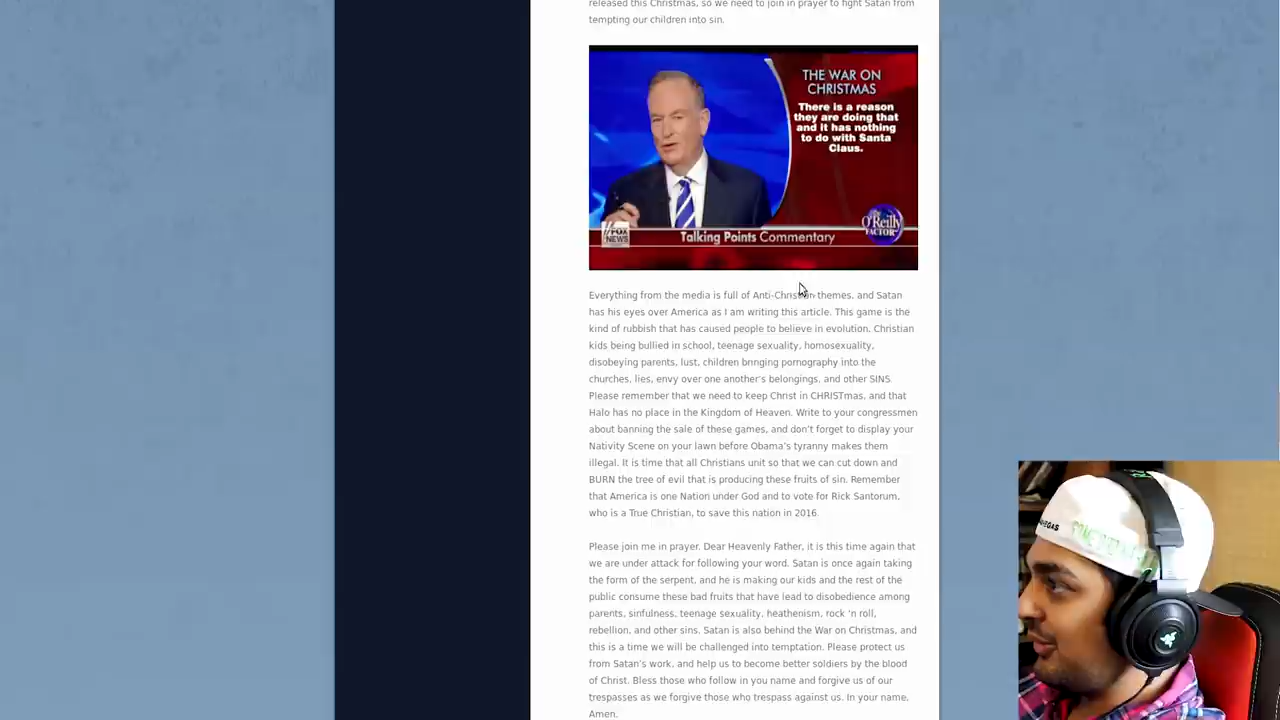 released this Christmas, so we need to join in prayer to fight Satan from
tempting our children into sin.
THE WAR ON
CHRISTMAS
There is a reason
they are doing that
and it has nothing
to do with Santa
Claus.
O'Reilly
FACTOR
FOX
NEWS
Talking Points Commentary
Everything from the media is full of Anti-Christian themes, and Satan
has his eyes over America as I am writing this article. This game is the
kind of rubbish that has caused people to believe in evolution. Christian
kids being bullied in school, teenage sexuality, homosexuality,
disobeying parents, lust, children bringing pornography into the
churches, lies, envy over one another's belongings, and other SINS.
Please remember that we need to keep Christ in CHRISTmas, and that
Halo has no place in the Kingdom of Heaven. Write to your congressmen
about banning the sale of these games, and don't forget to display your
Nativity Scene on your lawn before Obama's tyranny makes them
illegal. It is time that all Christians unit so that we can cut down and
BURN the tree of evil that is producing these fruits of sin. Remember
that America is one Nation under God and to vote for Rick Santorum,
who is a True Christian, to save this nation in 2016.
Please join me in prayer. Dear Heavenly Father, it is this time again that
we are under attack for following your word. Satan is once again taking
the form of the serpent, and he is making our kids and the rest of the
public consume these bad fruits that have lead to disobedience among
parents, sinfulness, teenage sexuality, heathenism, rock 'n roll,
rebellion, and other sins. Satan is also behind the War on Christmas, and
this is a time we will be challenged into temptation. Please protect us
from Satan's work, and help us to become better soldiers by the blood
of Christ. Bless those who follow in you name and forgive us of our
trespasses as we forgive those who trespass against us. In your name,
Amen.